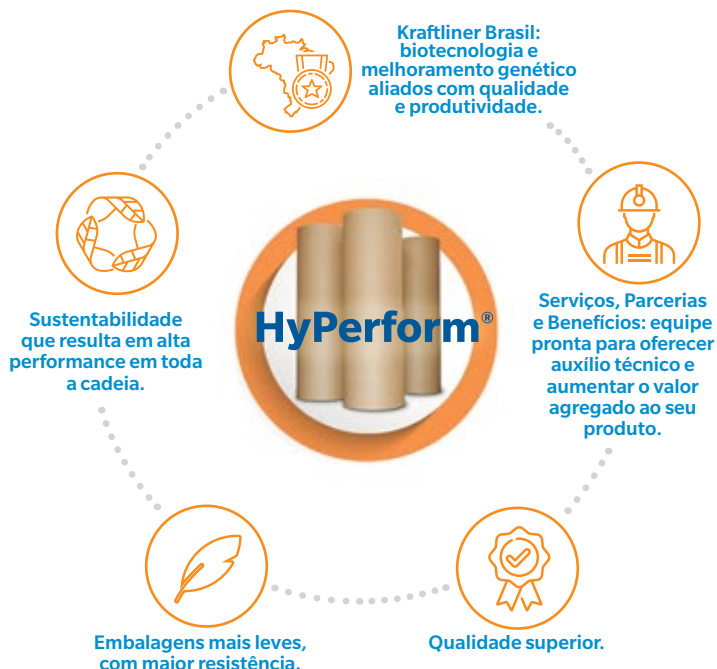 Kraftliner Brasil:
biotecnologia e
melhoramento genético
aliados com qualidade
e produtividade.
Serviços, Parcerias
e Benefícios: equipe
pronta para oferecer
auxílio técnico e
aumentar o valor
agregado ao seu
produto.
Qualidade superior.
Embalagens mais leves,
com maior resistência.
Sustentabilidade
que resulta em alta
performance em toda
a cadeia.
HyPerform®